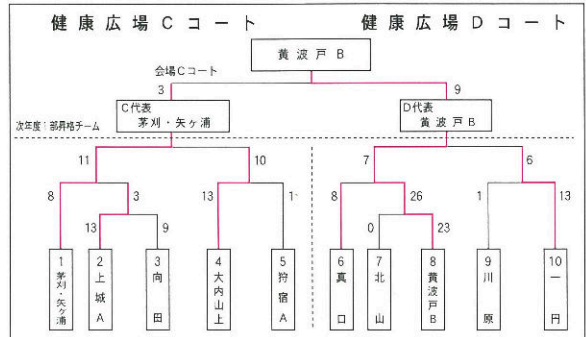 健康広場Cコート 健康広場Dコート
黄波戸B
会場Cコート
3 9
C代表
茅刈・矢ヶ浦
D代表
黄波戸B
次年度1部昇格チーム
11 10 7 6
8 3 13 1 8 26 1 13
13 9 0 23
1 茅刈・矢ヶ浦
2 上城A
3 向田
4 大内山上
5 狩宿A
6 真口
7 北山
8 黄波戸B
9 川原
10 一円